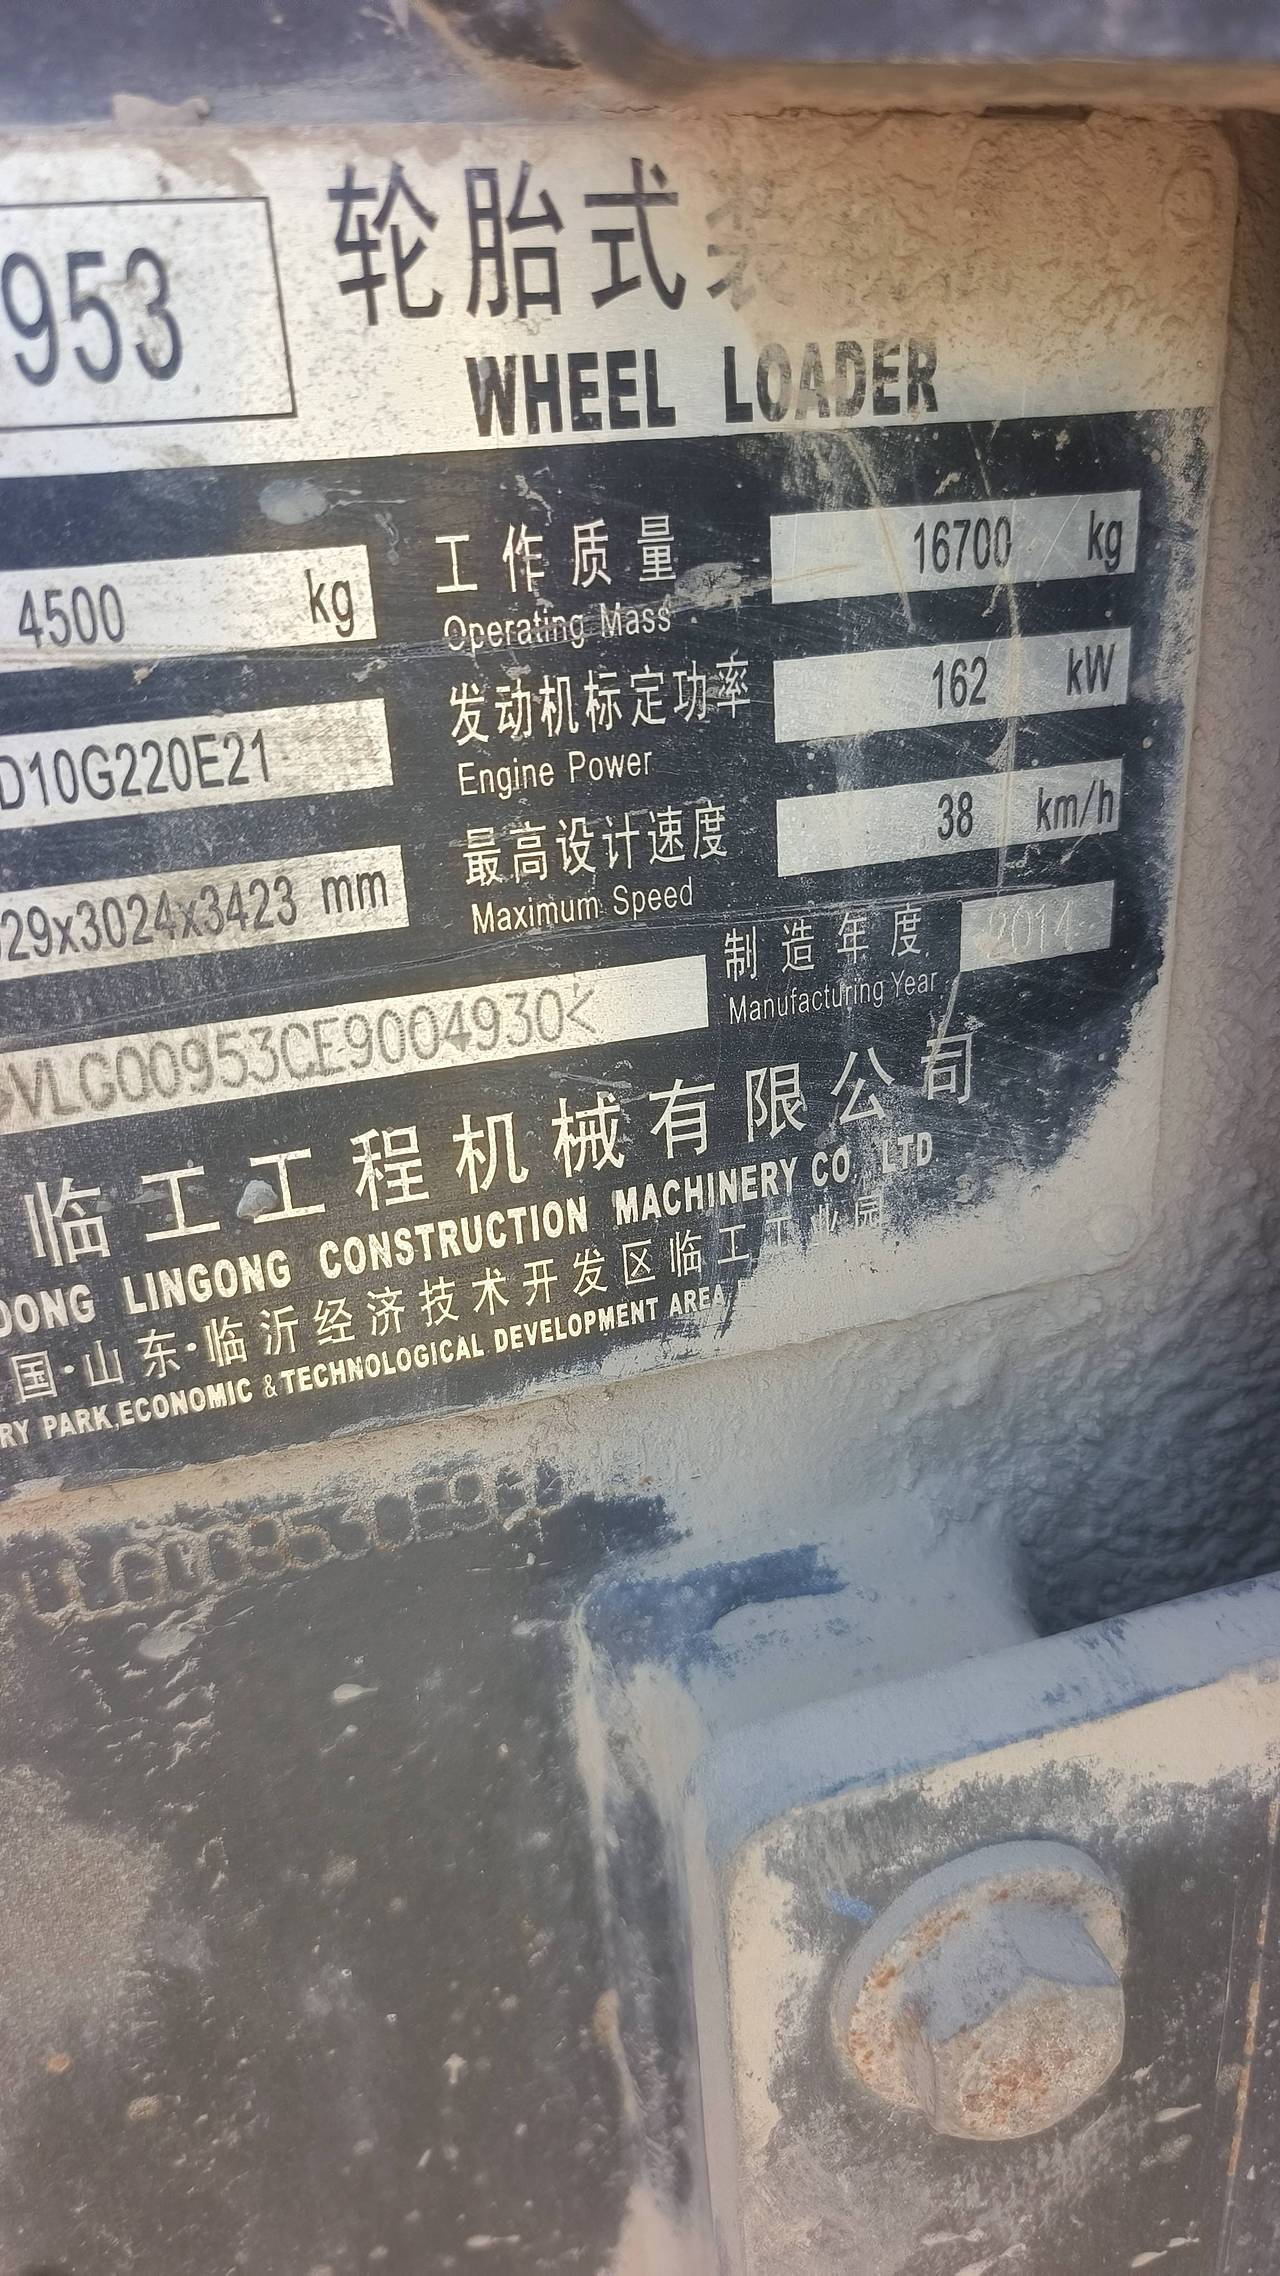 953
轮胎式装
WHEEL LOADER
4500 kg
工作质量 16700 kg
Operating Mass
D10G220E21
发动机标定功率 162 kW
Engine Power
29x3024x3423 mm
最高设计速度 38 km/h
Maximum Speed
VLG00953CE9004930<
制造年度 2014
Manufacturing Year
临工工程机械有限公司
DONG LINGONG CONSTRUCTION MACHINERY CO. LTD
国·山东·临沂经济技术开发区临工工业园
RY PARK,ECONOMIC &TECHNOLOGICAL DEVELOPMENT AREA